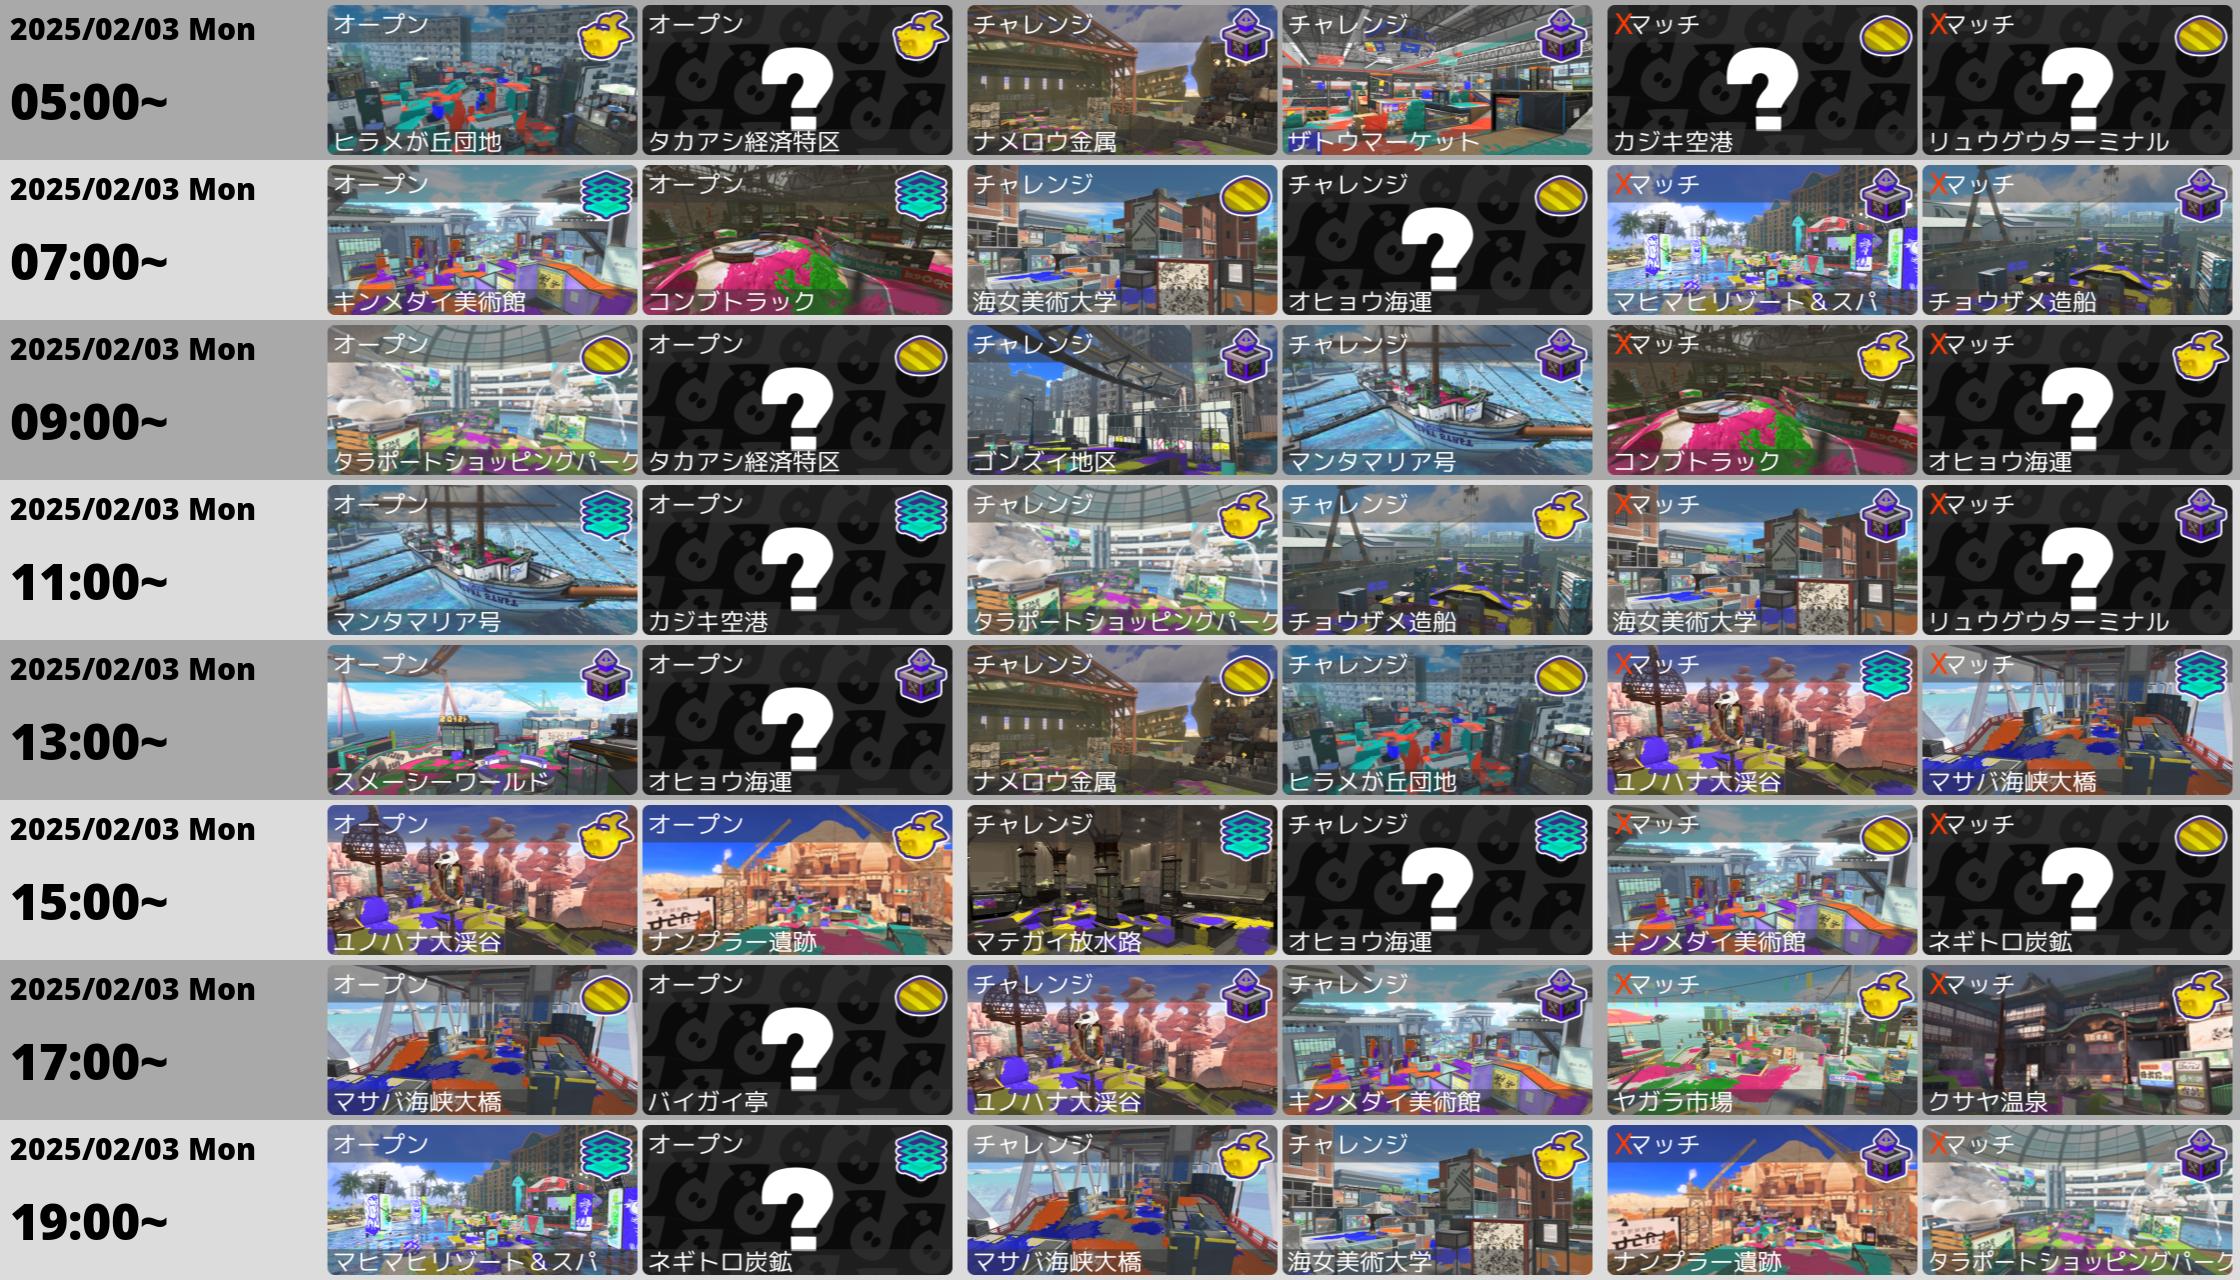 2025/02/03 Mon
05:00~
オープン
ヒラメが丘団地
オープン
タカアシ経済特区
チャレンジ
ナメロウ金属
チャレンジ
ザトウマーケット
Xマッチ
カジキ空港
Xマッチ
リュウグウターミナル
2025/02/03 Mon
07:00~
オープン
キンメダイ美術館
オープン
コンブトラック
チャレンジ
海女美術大学
チャレンジ
オヒョウ海運
Xマッチ
マヒマヒリゾート&スパ
Xマッチ
チョウザメ造船
2025/02/03 Mon
09:00~
オープン
タラポートショッピングパーク
オープン
タカアシ経済特区
チャレンジ
ゴンズイ地区
チャレンジ
マンタマリア号
Xマッチ
コンブトラック
Xマッチ
オヒョウ海運
2025/02/03 Mon
11:00~
オープン
マンタマリア号
オープン
カジキ空港
チャレンジ
タラポートショッピングパーク
チャレンジ
チョウザメ造船
Xマッチ
海女美術大学
Xマッチ
リュウグウターミナル
2025/02/03 Mon
13:00~
オープン
スメーシーワールド
オープン
オヒョウ海運
チャレンジ
ナメロウ金属
チャレンジ
ヒラメが丘団地
Xマッチ
ユノハナ大渓谷
Xマッチ
マサバ海峡大橋
2025/02/03 Mon
15:00~
オープン
ユノハナ大渓谷
オープン
ナンプラー遺跡
チャレンジ
マテガイ放水路
チャレンジ
オヒョウ海運
Xマッチ
キンメダイ美術館
Xマッチ
ネギトロ炭鉱
2025/02/03 Mon
17:00~
オープン
マサバ海峡大橋
オープン
バイガイ亭
チャレンジ
ユノハナ大渓谷
チャレンジ
キンメダイ美術館
Xマッチ
ヤガラ市場
Xマッチ
クサヤ温泉
2025/02/03 Mon
19:00~
オープン
マヒマヒリゾート&スパ
オープン
ネギトロ炭鉱
チャレンジ
マサバ海峡大橋
チャレンジ
海女美術大学
Xマッチ
ナンプラー遺跡
Xマッチ
タラポートショッピングパーク